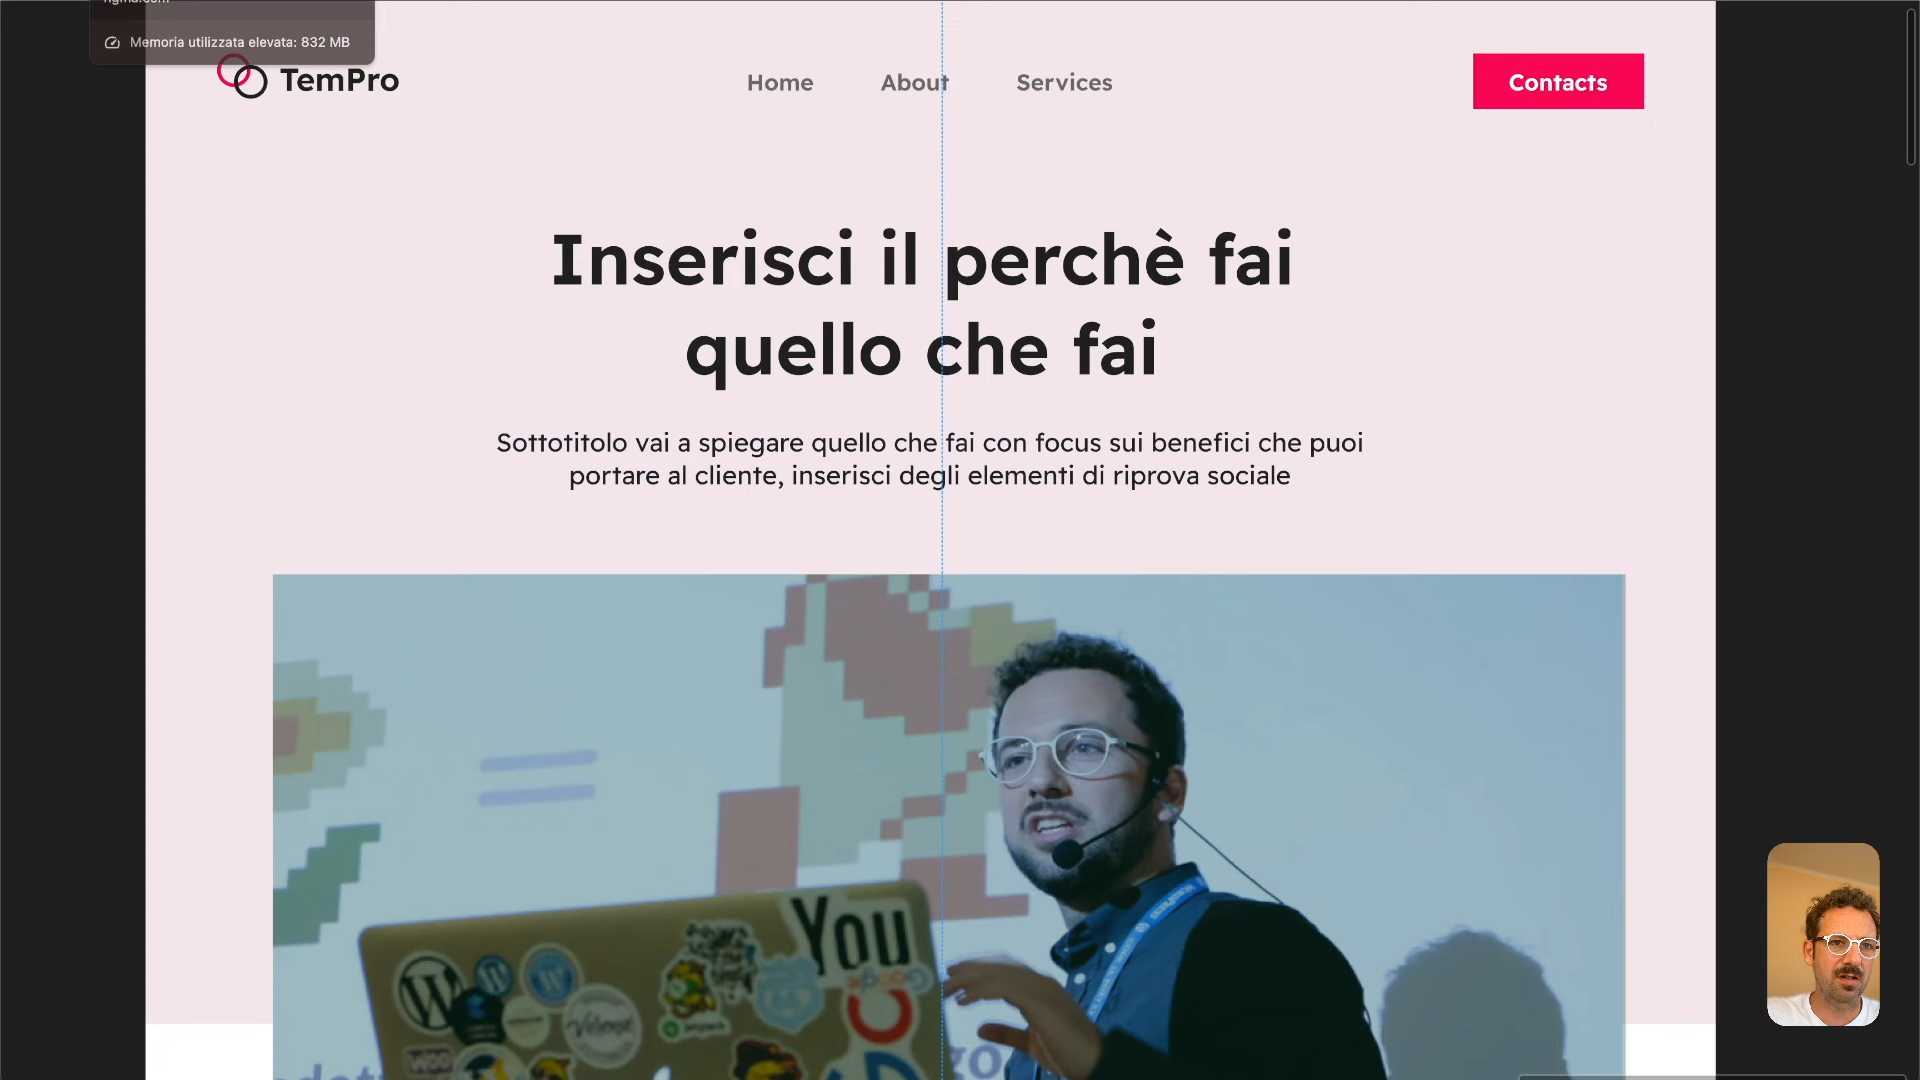 Memoria utilizzata elevata: 832 MB
TemPro
Home
About
Services
Contacts
Inserisci il perchè fai
quello che fai
Sottotitolo vai a spiegare quello che fai con focus sui benefici che puoi
portare al cliente, inserisci degli elementi di riprova sociale
You